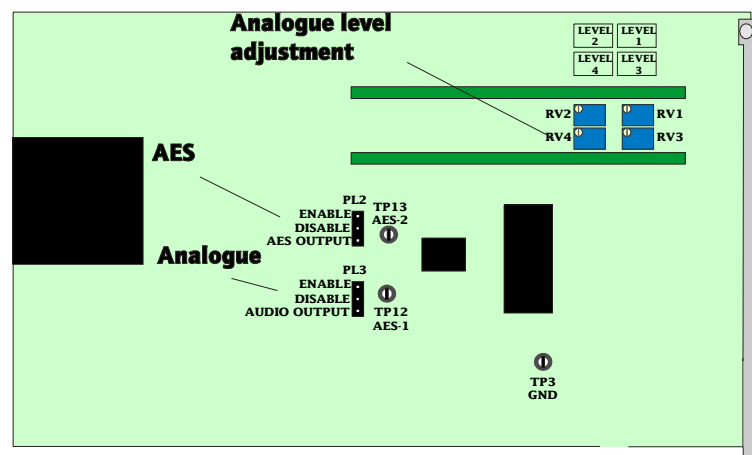 Analogue level
adjustment
LEVEL
2
LEVEL
1
LEVEL
4
LEVEL
3
RV2
RV1
RV4
RV3
AES
PL2
ENABLE
DISABLE
AES OUTPUT
TP13
AES-2
Analogue
PL3
ENABLE
DISABLE
AUDIO OUTPUT
TP12
AES-1
TP3
GND